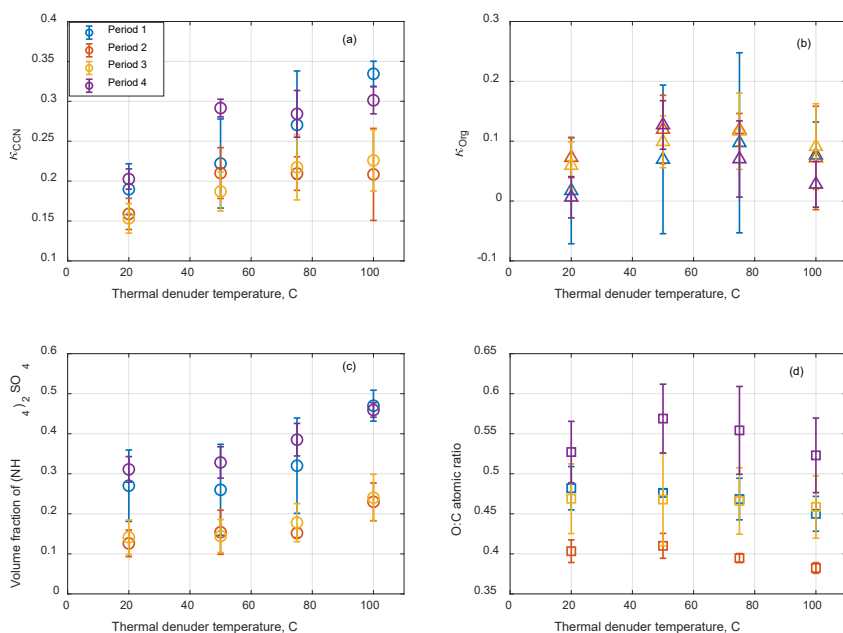 Period 1
Period 2
Period 3
Period 4
(a)
0.4
0.35
0.3
0.25
0.2
0.15
0.1
κCCN
0 20 40 60 80 100
Thermal denuder temperature, C
(b)
0.3
0.2
0.1
0
-0.1
κOrg
0 20 40 60 80 100
Thermal denuder temperature, C
(c)
0.6
0.5
0.4
0.3
0.2
0.1
0
Volume fraction of (NH
4)2 SO 4
0 20 40 60 80 100
Thermal denuder temperature, C
(d)
0.65
0.6
0.55
0.5
0.45
0.4
0.35
O:C atomic ratio
0 20 40 60 80 100
Thermal denuder temperature, C